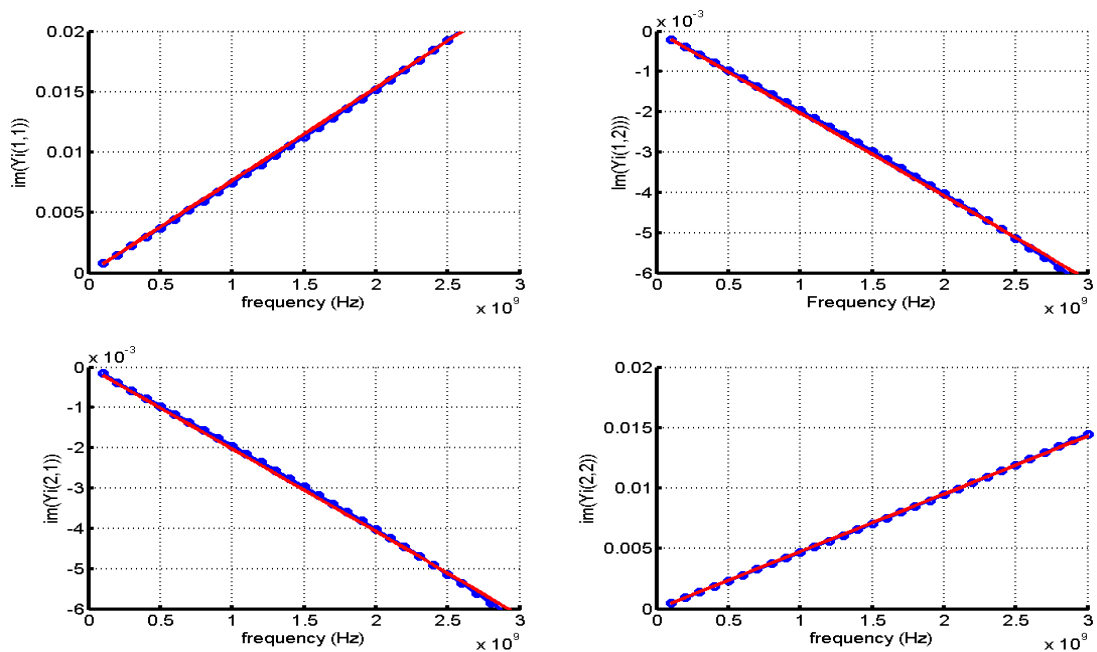 0.02
0.015
0.01
0.005
0
im(Yi(1,1))
0 0.5 1 1.5 2 2.5 3
frequency (Hz)
x 10^9
x 10^-3
0
-1
-2
-3
-4
-5
-6
Im(Yi(1,2)))
0 0.5 1 1.5 2 2.5 3
Frequency (Hz)
x 10^9
x 10^-3
0
-1
-2
-3
-4
-5
-6
im(Yi(2,1))
0 0.5 1 1.5 2 2.5 3
frequency (Hz)
x 10^9
0.02
0.015
0.01
0.005
0
im(Yi(2,2))
0 0.5 1 1.5 2 2.5 3
frequency (Hz)
x 10^9